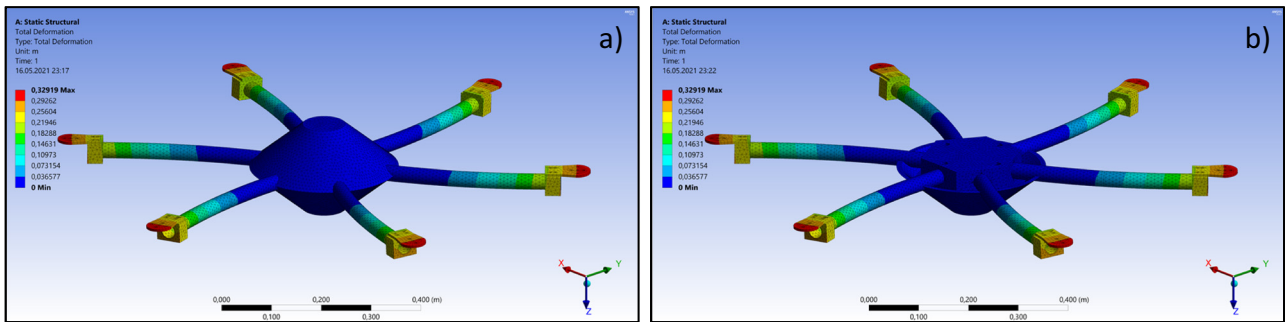 A: Static Structural
Total Deformation
Type: Total Deformation
Unit: m
Time: 1
16.05.2021 23:17
a)
0,32919 Max
0,29262
0,25604
0,21946
0,18288
0,14631
0,10973
0,073154
0,036577
0 Min
X
Y
Z
0,000 0,200 0,400 (m)
0,100 0,300
A: Static Structural
Total Deformation
Type: Total Deformation
Unit: m
Time: 1
16.05.2021 23:22
b)
0,32919 Max
0,29262
0,25604
0,21946
0,18288
0,14631
0,10973
0,073154
0,036577
0 Min
X
Y
Z
0,000 0,200 0,400 (m)
0,100 0,300